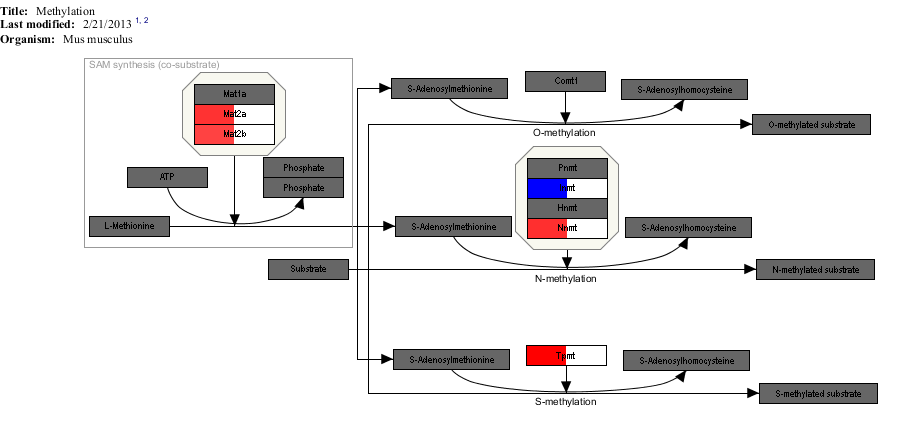 Title: Methylation
Last modified: 2/21/2013 1, 2
Organism: Mus musculus
SAM synthesis (co-substrate)
Mat1a
Mat2a
Mat2b
ATP
Phosphate
Phosphate
L-Methionine
Substrate
S-Adenosylmethionine
Comt1
S-Adenosylhomocysteine
O-methylation
O-methylated substrate
Pnmt
Hnmt
Nnmt
S-Adenosylmethionine
S-Adenosylhomocysteine
N-methylation
N-methylated substrate
S-Adenosylmethionine
Tpmt
S-Adenosylhomocysteine
S-methylation
S-methylated substrate